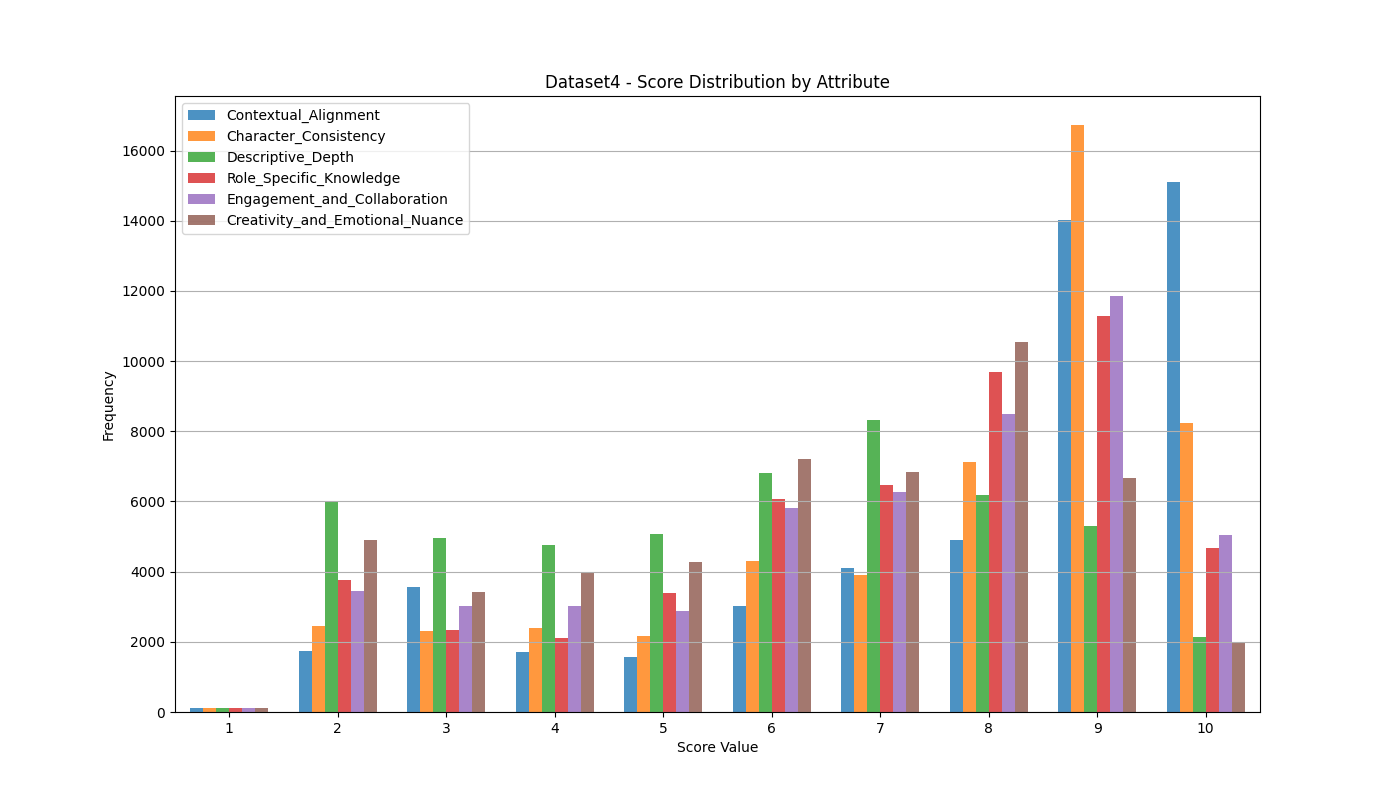 Dataset4 - Score Distribution by Attribute
Contextual_Alignment
Character_Consistency
Descriptive_Depth
Role_Specific_Knowledge
Engagement_and_Collaboration
Creativity_and_Emotional_Nuance
16000
14000
12000
10000
8000
6000
4000
2000
0
Frequency
1 2 3 4 5 6 7 8 9 10
Score Value